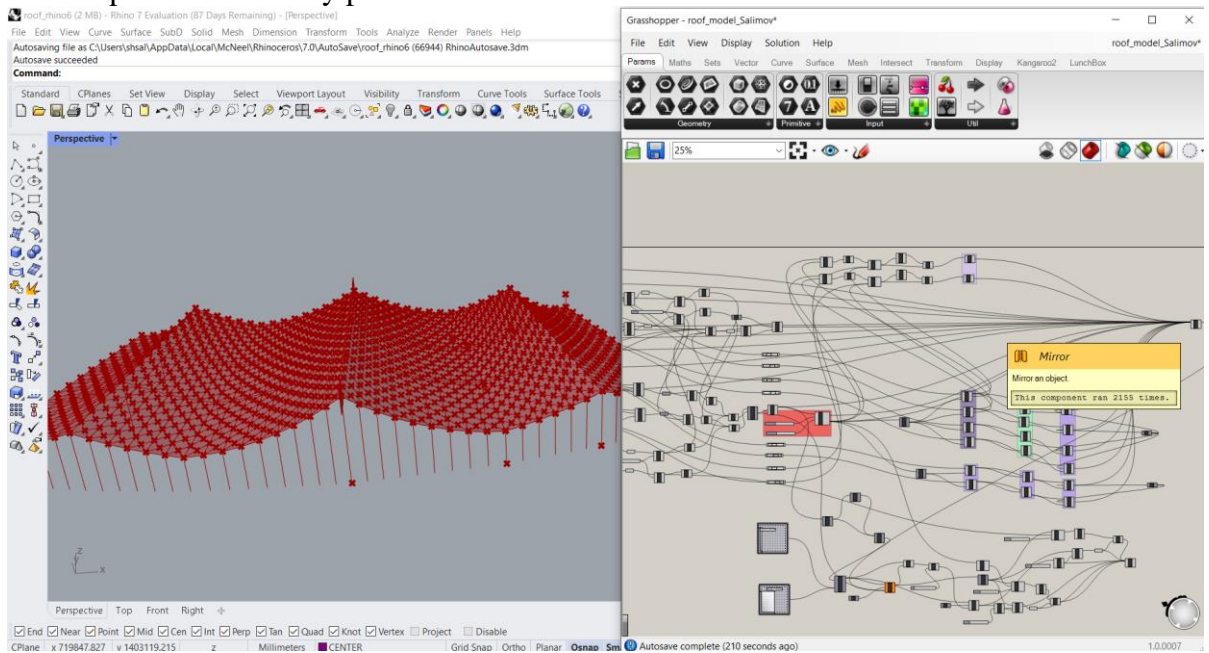 roof_rhino6 (2 MB) - Rhino 7 Evaluation (87 Days Remaining) - [Perspective]
File Edit View Curve Surface SubD Solid Mesh Dimension Transform Tools Analyze Render Panels Help
Autosaving file as C:\Users\shsal\AppData\Local\McNeel\Rhinoceros\7.0\AutoSave\roof_rhino6 (66944) RhinoAutosave.3dm
Autosave succeeded
Command:
Standard CPlanes Set View Display Select Viewport Layout Visibility Transform Curve Tools Surface Tools
Perspective
z
x
Perspective Top Front Right
End Near Point Mid Cen Int Perp Tan Quad Knot Vertex Project Disable
CPlane x 719847.827 y 1403119.215 z Millimeters CENTER Grid Snap Ortho Planar Osnap Sm
Grasshopper - roof_model_Salimov*
File Edit View Display Solution Help roof_model_Salimov*
Params Maths Sets Vector Curve Surface Mesh Intersect Transform Display Kangaroo2 LunchBox
Geometry Primitive Input Util
25%
Mirror
Mirror an object.
This component ran 2155 times.
Autosave complete (210 seconds ago) 1.0.0007